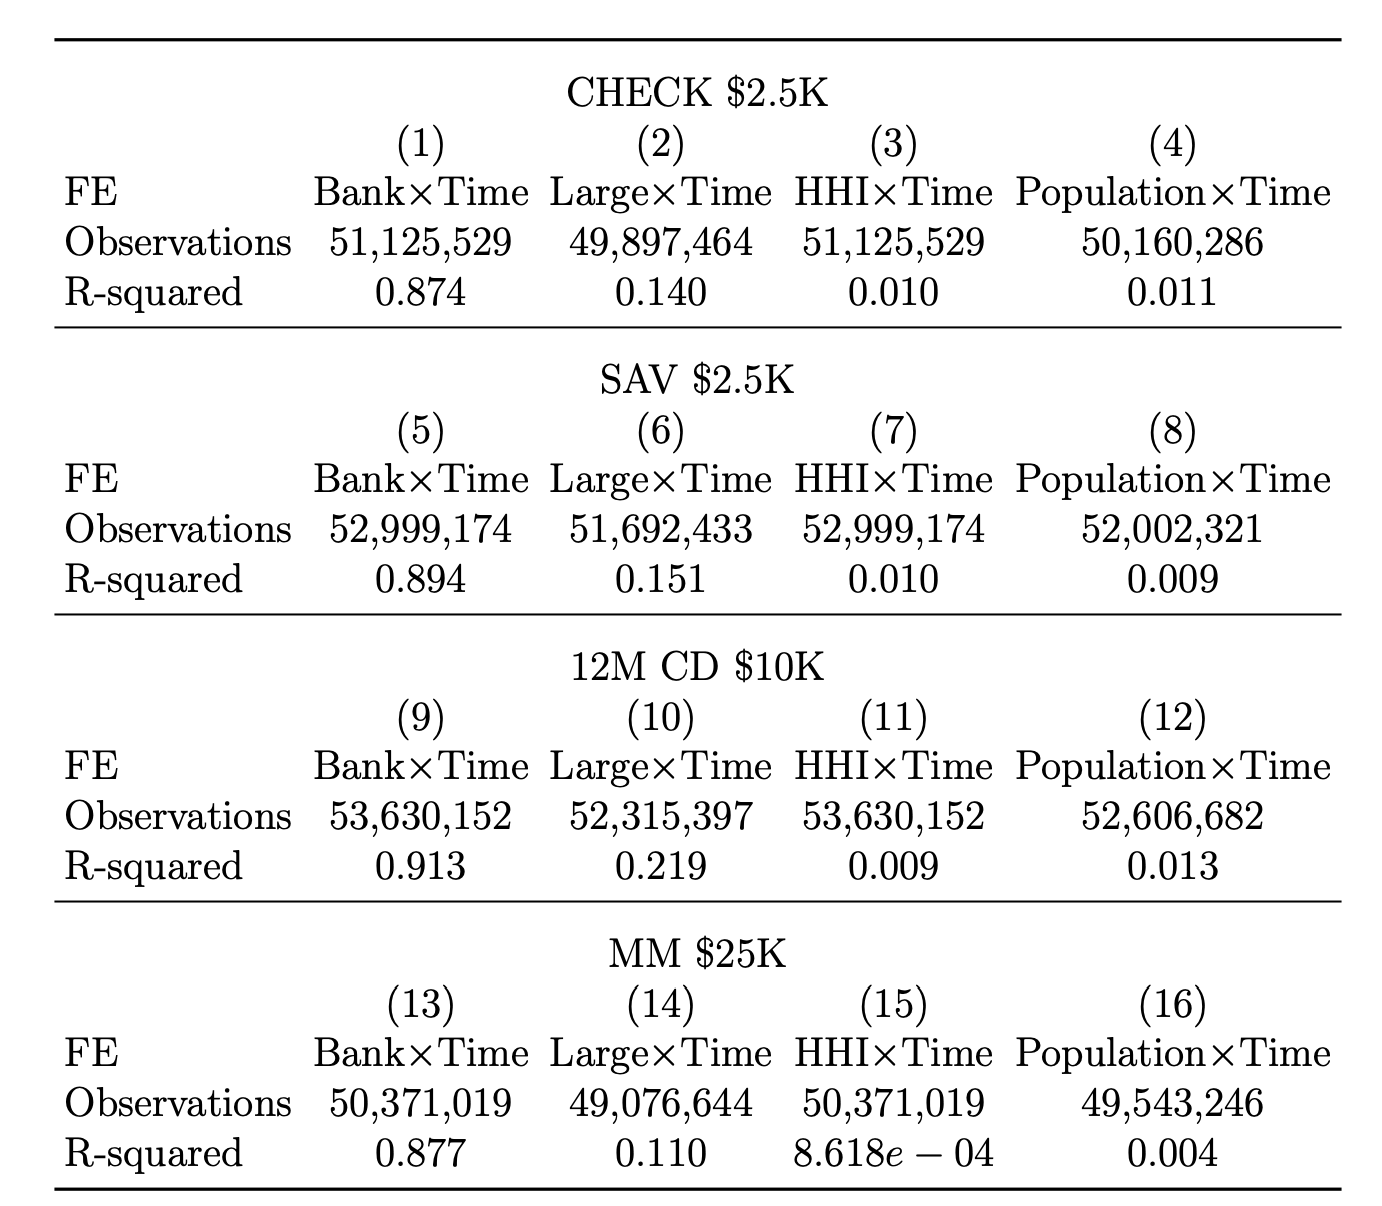 CHECK $2.5K
(1) (2) (3) (4)
FE Bank×Time Large×Time HHI×Time Population×Time
Observations 51,125,529 49,897,464 51,125,529 50,160,286
R-squared 0.874 0.140 0.010 0.011
SAV $2.5K
(5) (6) (7) (8)
FE Bank×Time Large×Time HHI×Time Population×Time
Observations 52,999,174 51,692,433 52,999,174 52,002,321
R-squared 0.894 0.151 0.010 0.009
12M CD $10K
(9) (10) (11) (12)
FE Bank×Time Large×Time HHI×Time Population×Time
Observations 53,630,152 52,315,397 53,630,152 52,606,682
R-squared 0.913 0.219 0.009 0.013
MM $25K
(13) (14) (15) (16)
FE Bank×Time Large×Time HHI×Time Population×Time
Observations 50,371,019 49,076,644 50,371,019 49,543,246
R-squared 0.877 0.110 8.618e − 04 0.004